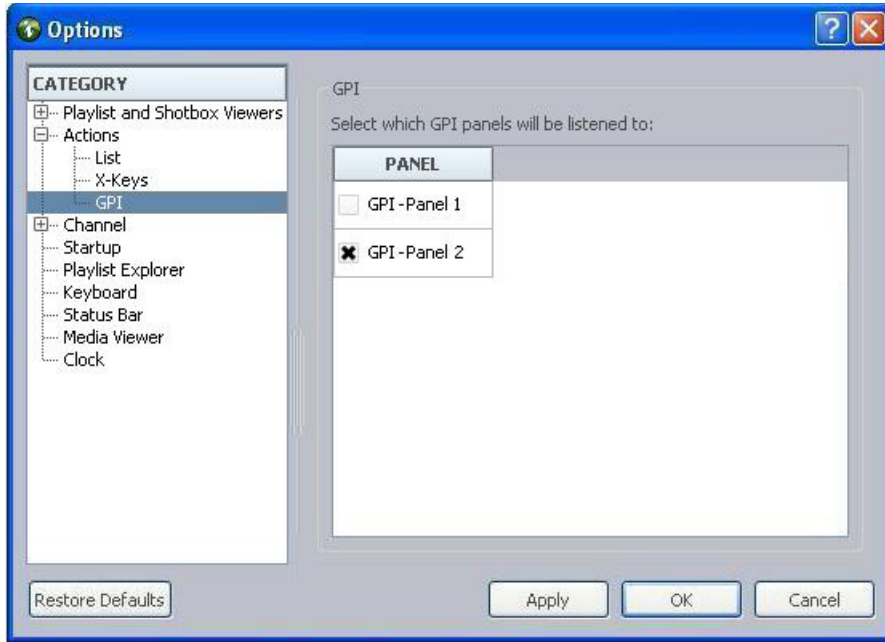 Options
CATEGORY
Playlist and Shotbox Viewers
Actions
List
X-Keys
GPI
Channel
Startup
Playlist Explorer
Keyboard
Status Bar
Media Viewer
Clock
GPI
Select which GPI panels will be listened to:
PANEL
GPI-Panel 1
GPI-Panel 2
Restore Defaults
Apply
OK
Cancel